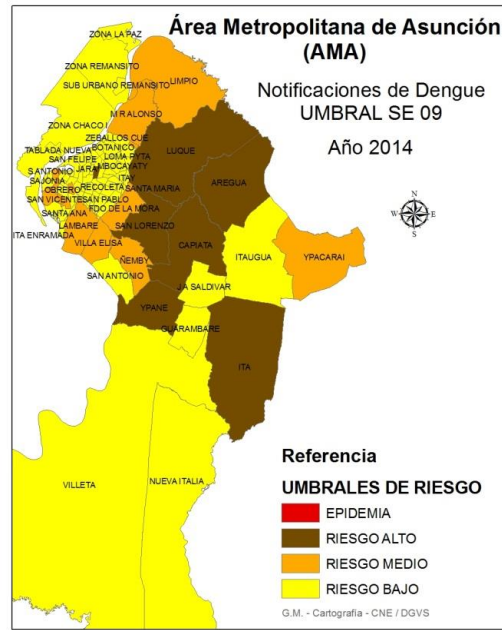 Área Metropolitana de Asunción
(AMA)
Notificaciones de Dengue
UMBRAL SE 09
Año 2014
ZONA LA PAZ
ZONA REMANSITO
SUB URBANO REMANSITO
LIMPIO
M R ALONSO
ZONA CHACO I
ZEBALLOS CUE
BOTANICO
TABLADA NUEVA
LOMA PYTA
LUQUE
SAN FELIPE
MBOCAYATY
JARA
S.ANTONIO
ITAY
AREGUA
SAJONIA
RECOLETA
SANTA MARIA
OBRERO
SAN VICENTE
SAN PABLO
FDO DE LA MORA
SANTA ANA
LAMBARE
SAN LORENZO
ITA ENRAMADA
VILLA ELISA
CAPIATA
ITAUGUA
YPACARAI
ÑEMBY
SAN ANTONIO
J.A SALDIVAR
YPANE
GUARAMBARE
ITA
VILLETA
NUEVA ITALIA
N
W
E
S
Referencia
UMBRALES DE RIESGO
EPIDEMIA
RIESGO ALTO
RIESGO MEDIO
RIESGO BAJO
G.M. - Cartografia - CNE / DGVS